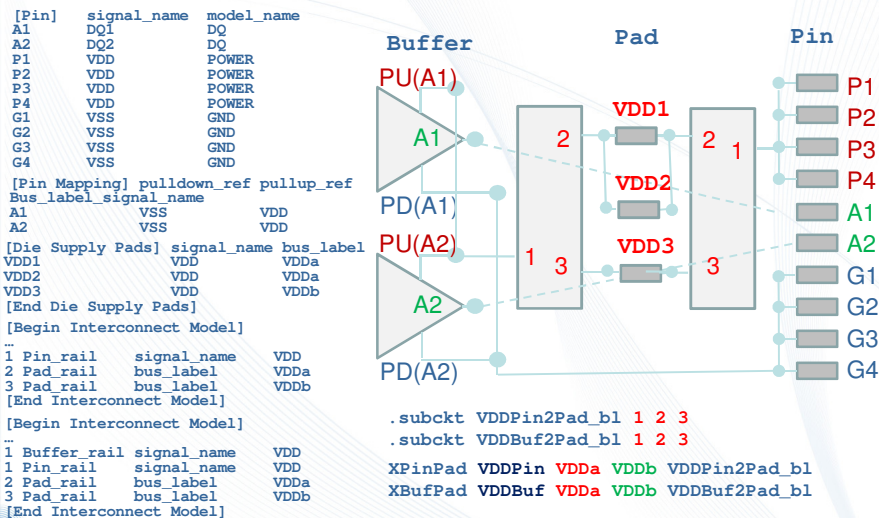 [Pin] signal_name model_name
A1 DQ1 DQ
A2 DQ2 DQ
P1 VDD POWER
P2 VDD POWER
P3 VDD POWER
P4 VDD POWER
G1 VSS GND
G2 VSS GND
G3 VSS GND
G4 VSS GND
[Pin Mapping] pulldown_ref pullup_ref
Bus_label_signal_name
A1 VSS VDD
A2 VSS VDD
[Die Supply Pads] signal_name bus_label
VDD1 VDD VDDa
VDD2 VDD VDDa
VDD3 VDD VDDb
[End Die Supply Pads]
[Begin Interconnect Model]
…
1 Pin_rail signal_name VDD
2 Pad_rail bus_label VDDa
3 Pad_rail bus_label VDDb
[End Interconnect Model]
[Begin Interconnect Model]
…
1 Buffer_rail signal_name VDD
1 Pin_rail signal_name VDD
2 Pad_rail bus_label VDDa
3 Pad_rail bus_label VDDb
[End Interconnect Model]
Buffer
Pad
Pin
PU(A1)
A1
PD(A1)
PU(A2)
A2
PD(A2)
2
1
3
VDD1
VDD2
VDD3
2
1
3
P1
P2
P3
P4
A1
A2
G1
G2
G3
G4
.subckt VDDPin2Pad_bl 1 2 3
.subckt VDDBuf2Pad_bl 1 2 3
XPinPad VDDPin VDDa VDDb VDDPin2Pad_bl
XBufPad VDDBuf VDDa VDDb VDDBuf2Pad_bl